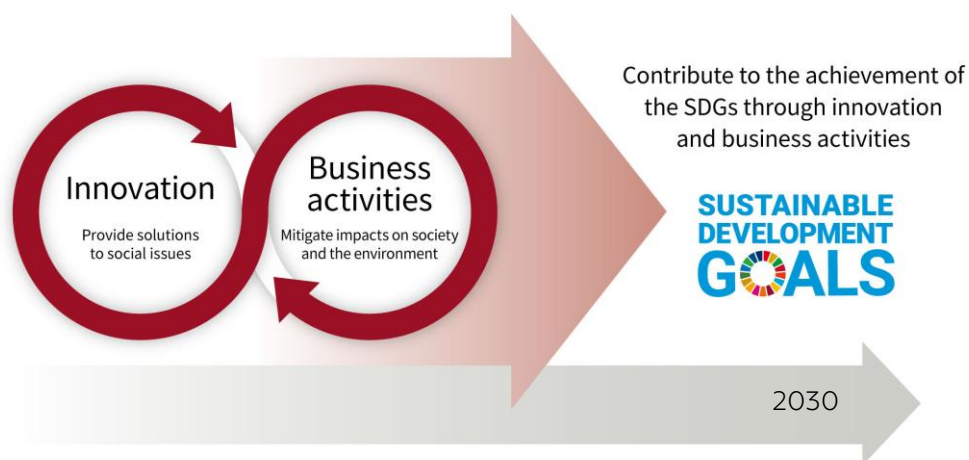 Innovation
Provide solutions
to social issues
Business
activities
Mitigate impacts on society
and the environment
Contribute to the achievement of
the SDGs through innovation
and business activities
SUSTAINABLE
DEVELOPMENT
GOALS
2030